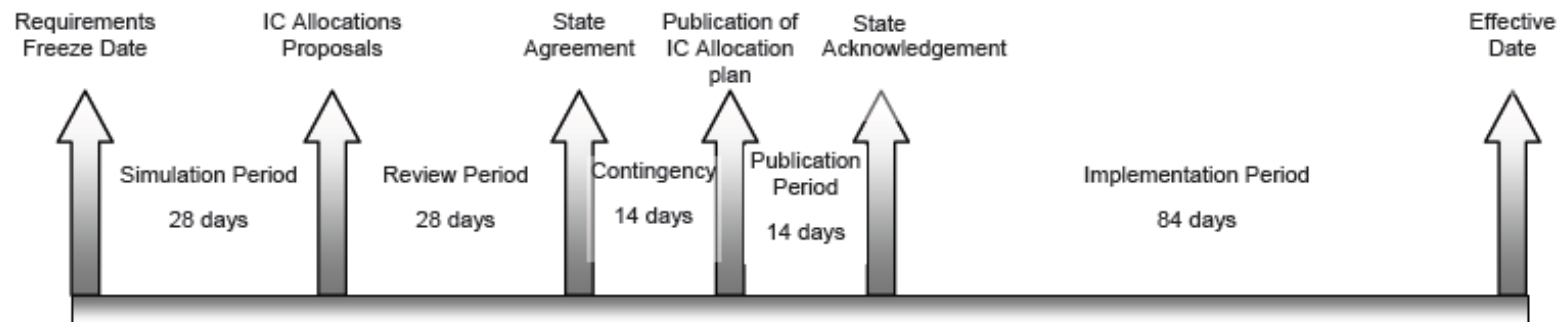 Requirements
Freeze Date
IC Allocations
Proposals
State
Agreement
Publication of
IC Allocation
plan
State
Acknowledgement
Effective
Date
Simulation Period
28 days
Review Period
28 days
Contingency
14 days
Publication
Period
14 days
Implementation Period
84 days